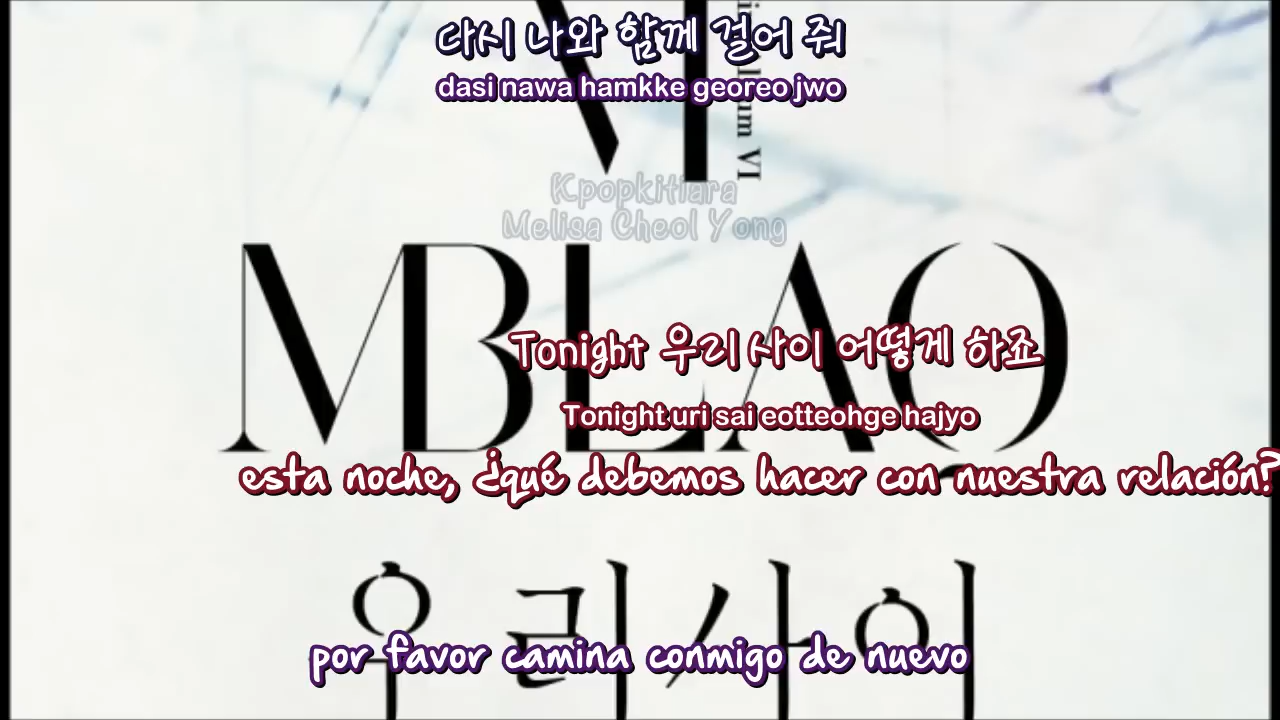 다시 나와 함께 걸어 줘
dasi nawa hamkke georeo jwo
Kpopkitiara
Melisa Cheol Yong
MBLAQ
Tonight 우리 사이 어떻게 하죠
Tonight uri sai eotteohge hajyo
esta noche, ¿qué debemos hacer con nuestra relación?
우리 사이
por favor camina conmigo de nuevo